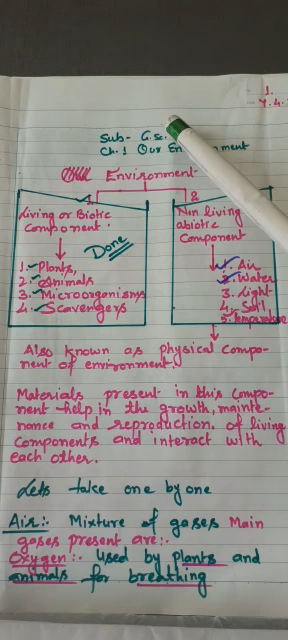 1.
Sub- G.Sc.
Ch. 1 Our Environment
Environment
1
2
Living or Biotic
Component
Done
1. Plants,
2. Animals
3. Microorganisms
4. Scavengers
Non living
abiotic
Component
1. Air
2. Water
3. Light
4. Soil
5. Temperature
Also known as physical Compo-
nent of environment.
Materials present in this compo-
nent help in the growth, mainte-
nance and reproduction of living
Components and interact with
each other.
Lets take one by one
Air:- Mixture of gases Main
gases present are:-
Oxygen:- Used by plants and
animals for breathing